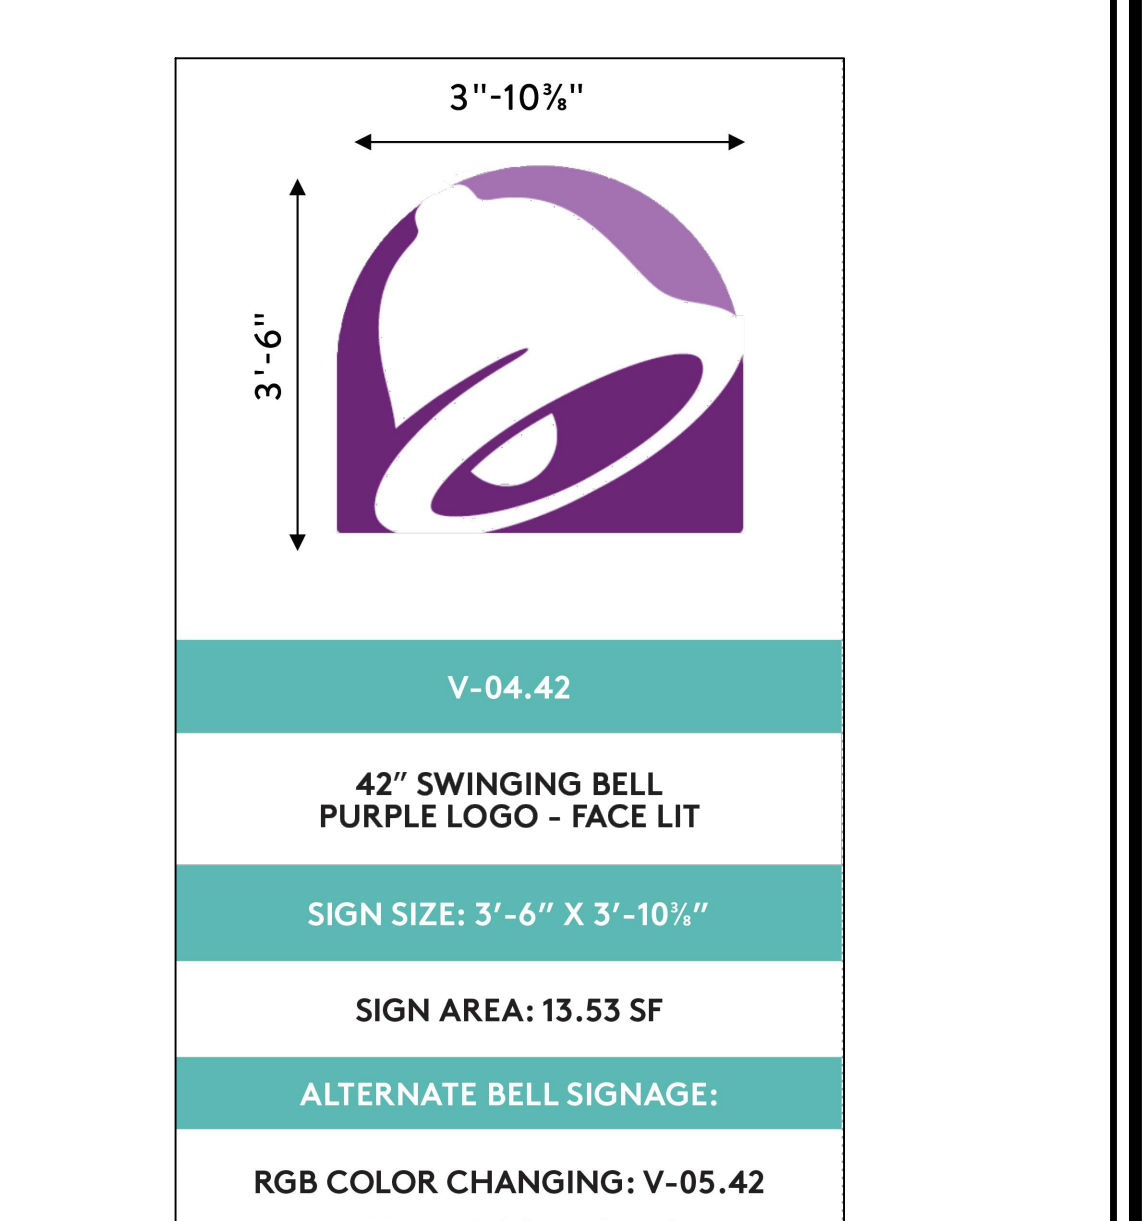 3"-10⅜"
3'-6"
V-04.42
42” SWINGING BELL
PURPLE LOGO - FACE LIT
SIGN SIZE: 3’-6” X 3’-10⅜”
SIGN AREA: 13.53 SF
ALTERNATE BELL SIGNAGE:
RGB COLOR CHANGING: V-05.42